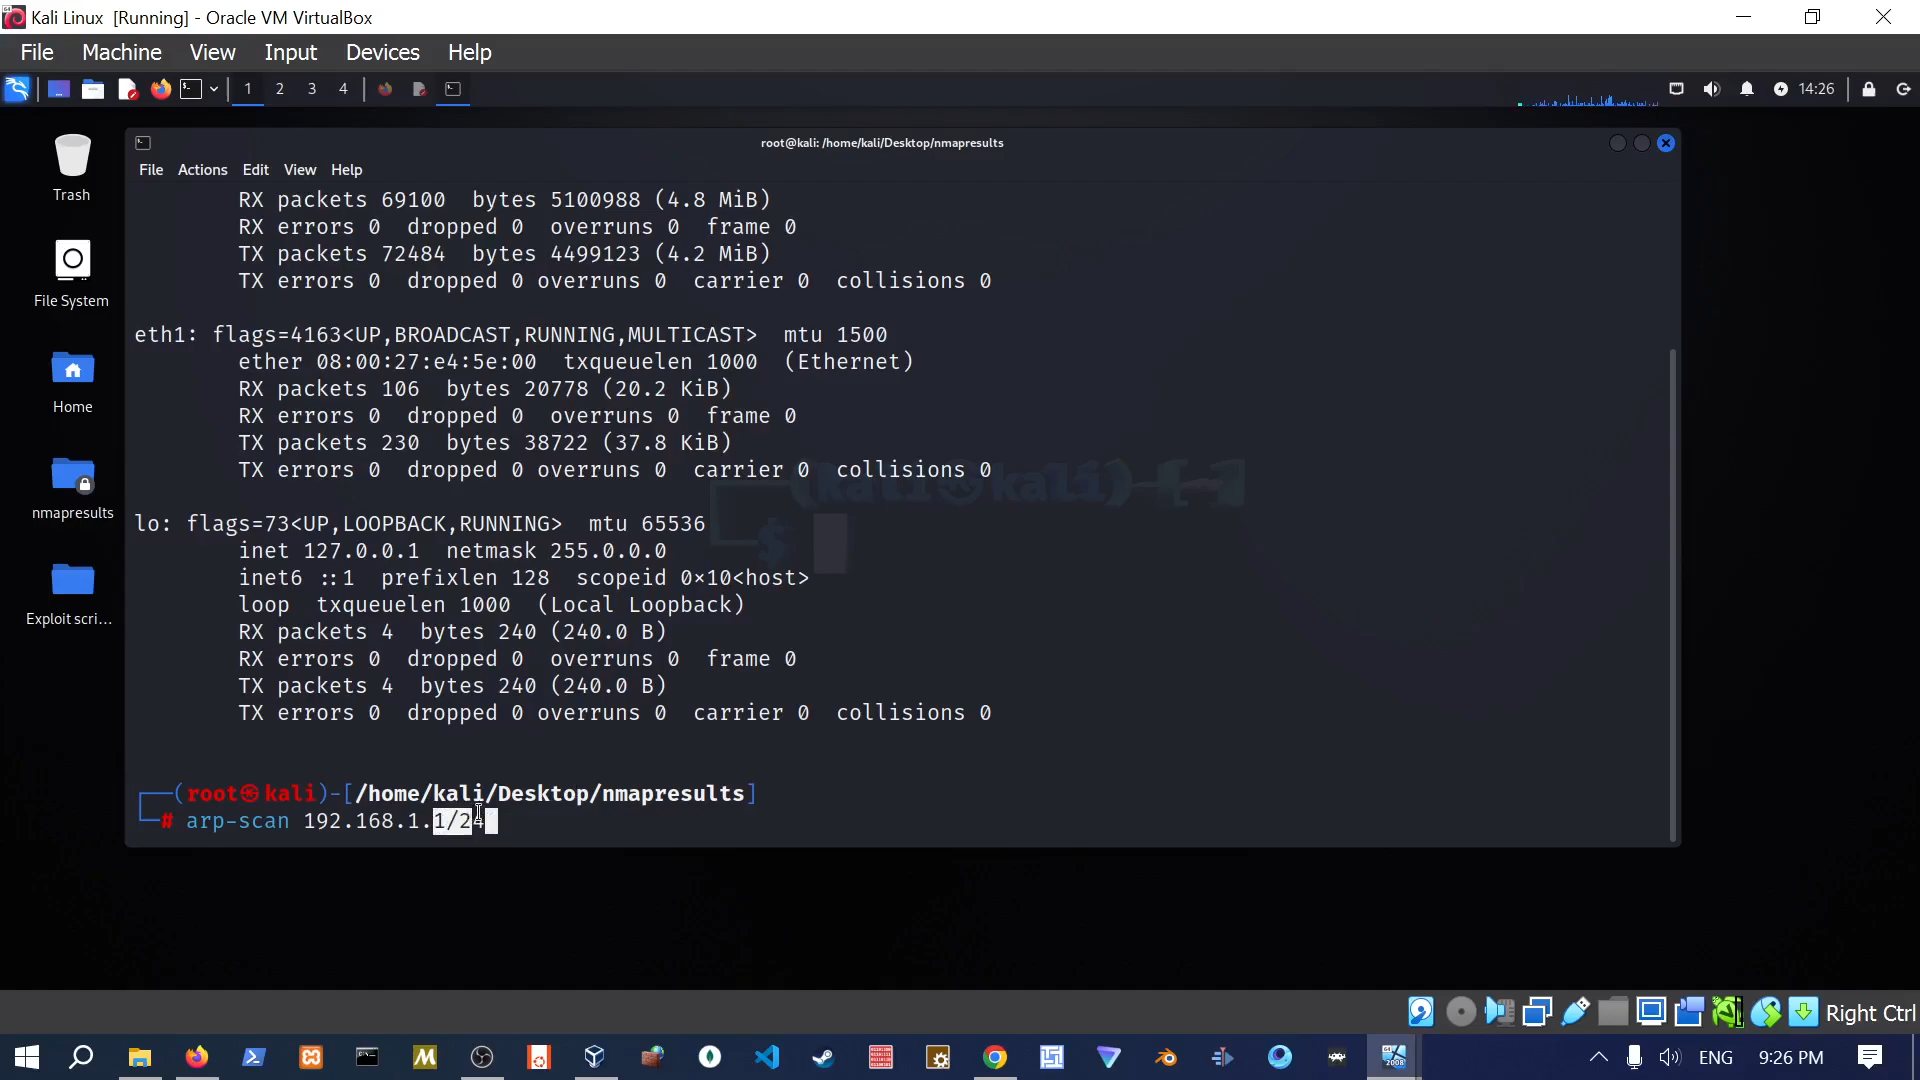 Kali Linux [Running] - Oracle VM VirtualBox
File Machine View Input Devices Help
1 2 3 4
14:26
root@kali: /home/kali/Desktop/nmapresults
File Actions Edit View Help
Trash
File System
Home
nmapresults
Exploit scri...
RX packets 69100 bytes 5100988 (4.8 MiB)
RX errors 0 dropped 0 overruns 0 frame 0
TX packets 72484 bytes 4499123 (4.2 MiB)
TX errors 0 dropped 0 overruns 0 carrier 0 collisions 0
eth1: flags=4163<UP,BROADCAST,RUNNING,MULTICAST> mtu 1500
ether 08:00:27:e4:5e:00 txqueuelen 1000 (Ethernet)
RX packets 106 bytes 20778 (20.2 KiB)
RX errors 0 dropped 0 overruns 0 frame 0
TX packets 230 bytes 38722 (37.8 KiB)
TX errors 0 dropped 0 overruns 0 carrier 0 collisions 0
(kali㉿kali)-[~]
$
lo: flags=73<UP,LOOPBACK,RUNNING> mtu 65536
inet 127.0.0.1 netmask 255.0.0.0
inet6 ::1 prefixlen 128 scopeid 0×10<host>
loop txqueuelen 1000 (Local Loopback)
RX packets 4 bytes 240 (240.0 B)
RX errors 0 dropped 0 overruns 0 frame 0
TX packets 4 bytes 240 (240.0 B)
TX errors 0 dropped 0 overruns 0 carrier 0 collisions 0
┌──(root㉿kali)-[/home/kali/Desktop/nmapresults]
└─# arp-scan 192.168.1.1/24
Right Ctrl
ENG
9:26 PM